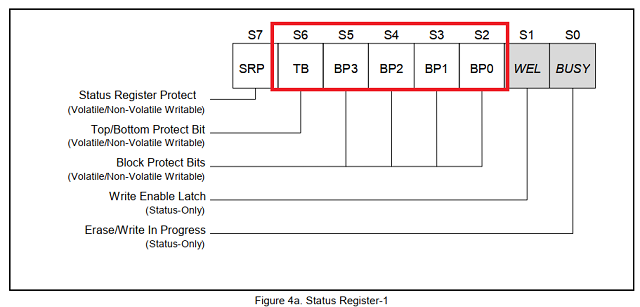 S7 S6 S5 S4 S3 S2 S1 S0
SRP TB BP3 BP2 BP1 BP0 WEL BUSY
Status Register Protect
(Volatile/Non-Volatile Writable)
Top/Bottom Protect Bit
(Volatile/Non-Volatile Writable)
Block Protect Bits
(Volatile/Non-Volatile Writable)
Write Enable Latch
(Status-Only)
Erase/Write In Progress
(Status-Only)
Figure 4a. Status Register-1